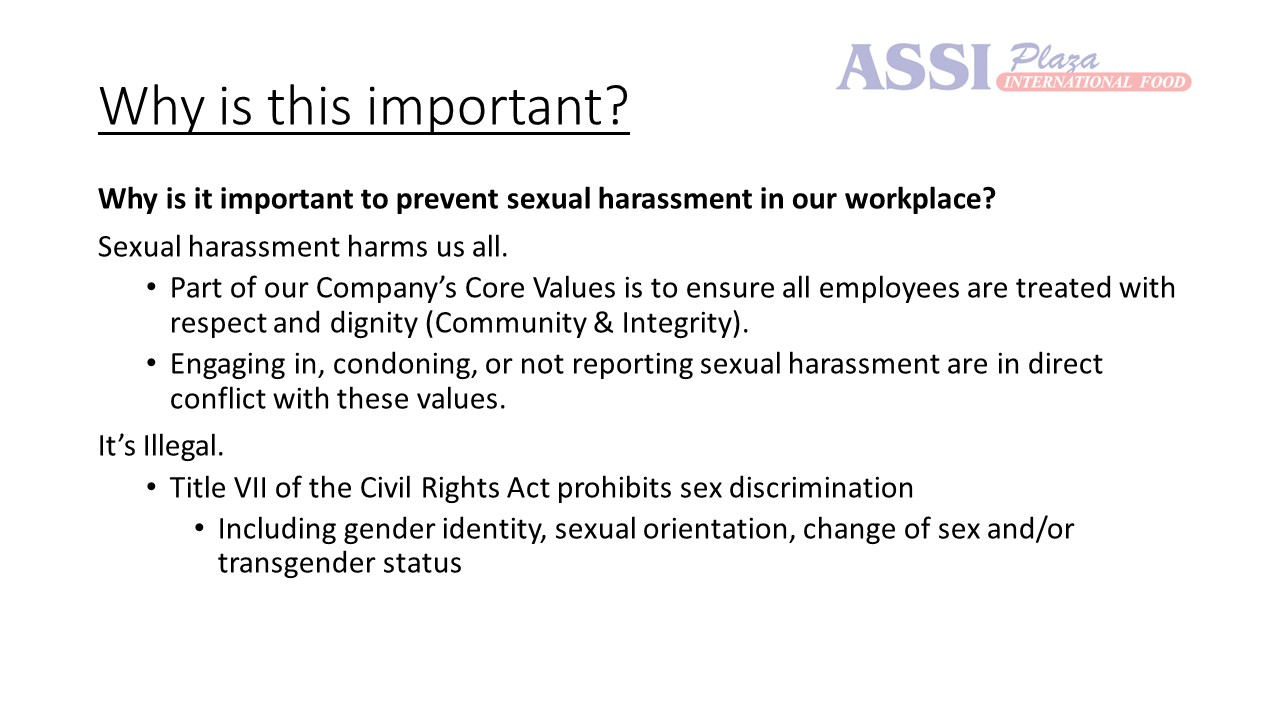 ASSI Plaza
INTERNATIONAL FOOD
Why is this important?
Why is it important to prevent sexual harassment in our workplace?
Sexual harassment harms us all.
• Part of our Company’s Core Values is to ensure all employees are treated with
respect and dignity (Community & Integrity).
• Engaging in, condoning, or not reporting sexual harassment are in direct
conflict with these values.
It’s Illegal.
• Title VII of the Civil Rights Act prohibits sex discrimination
• Including gender identity, sexual orientation, change of sex and/or
transgender status